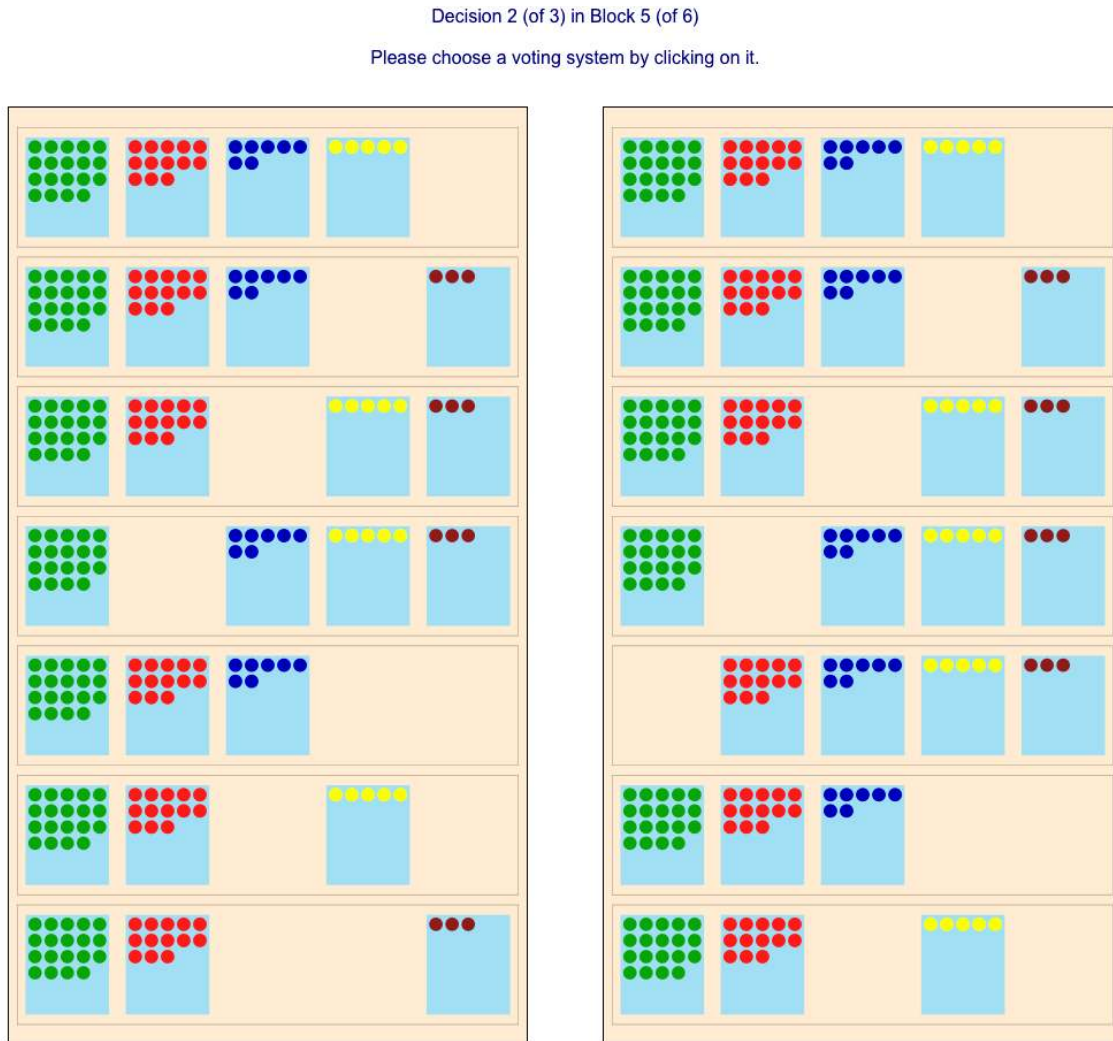 Decision 2 (of 3) in Block 5 (of 6)
Please choose a voting system by clicking on it.